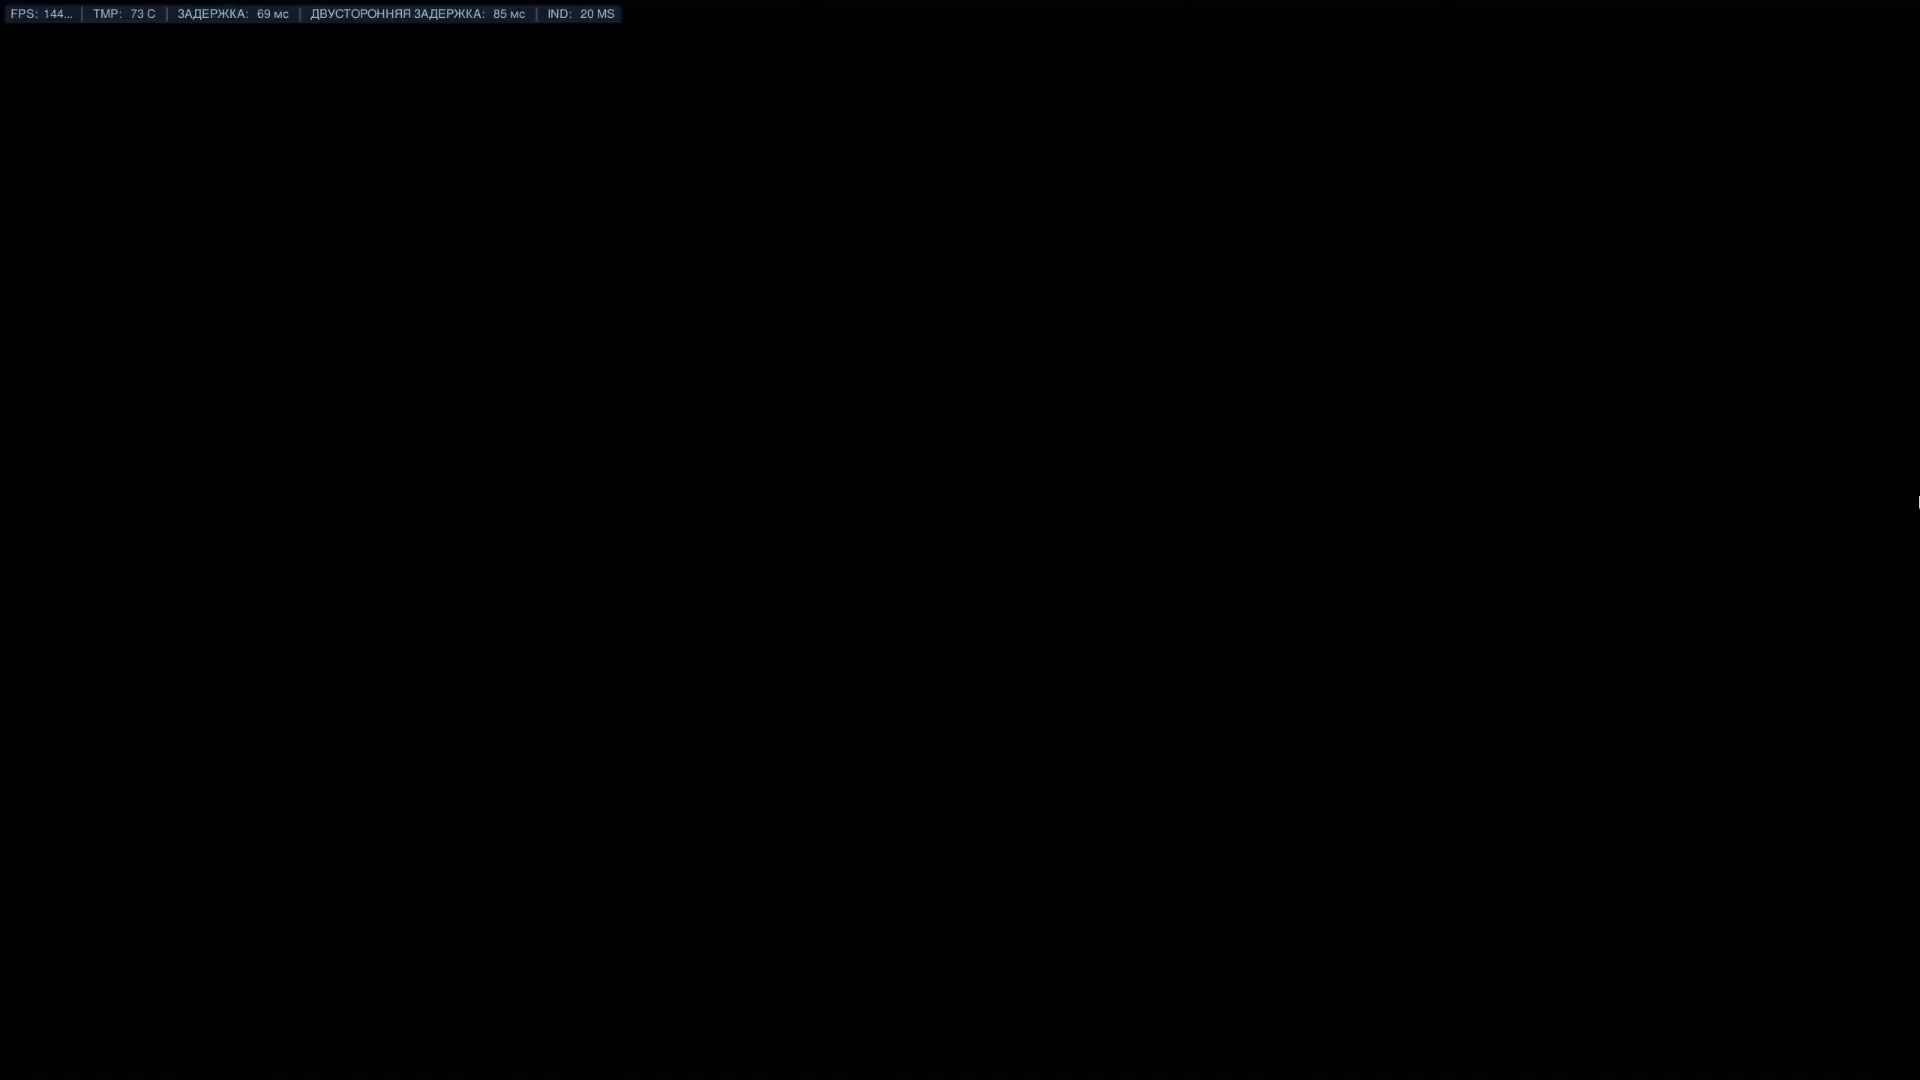 FPS: 144... | TMP: 73 C | ЗАДЕРЖКА: 69 мс | ДВУСТОРОННЯЯ ЗАДЕРЖКА: 85 мс | IND: 20 MS